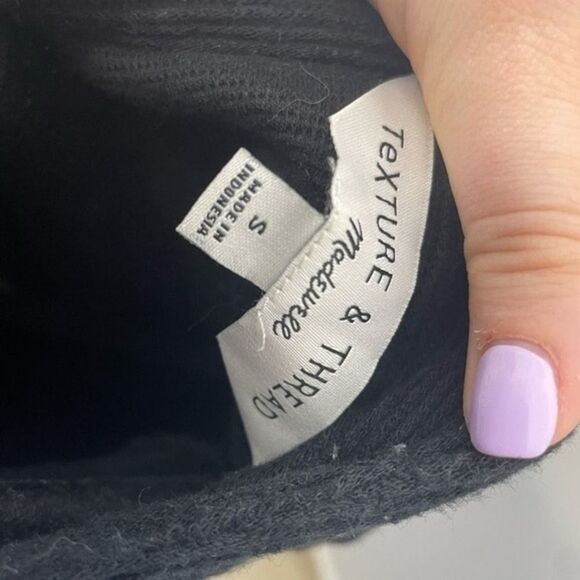 TeXTURE & THREAD
Madewell
S
MADE IN
INDONESIA